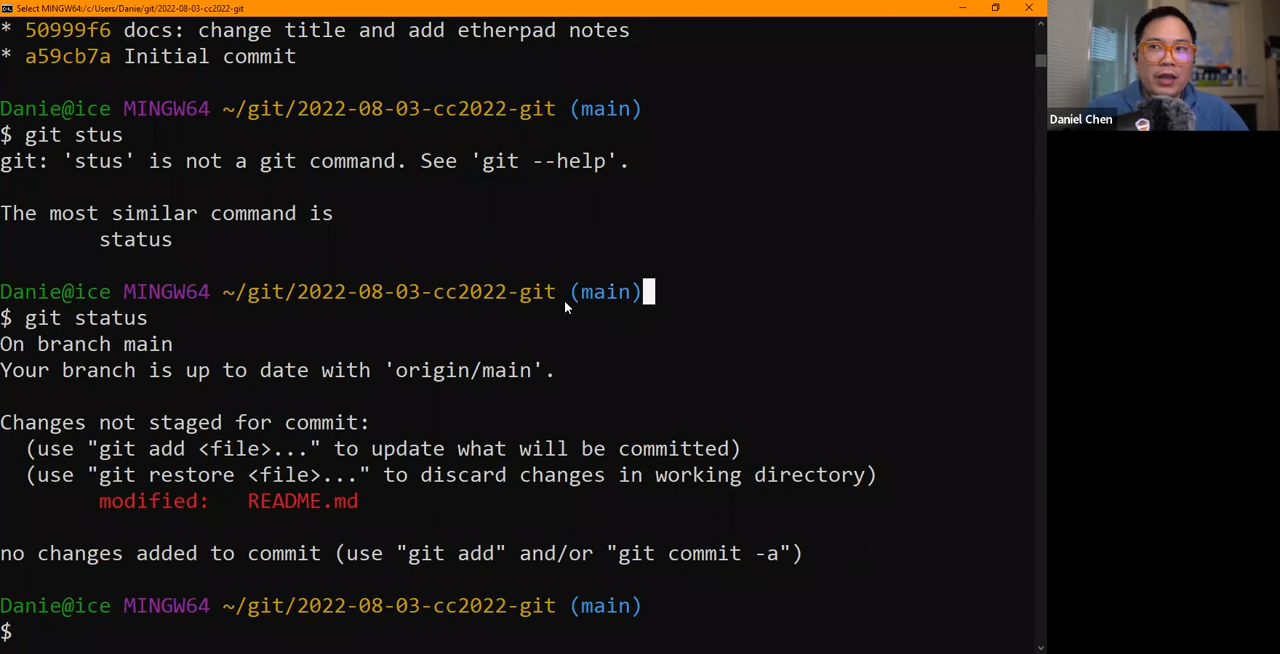 Select MINGW64:/c/Users/Danie/git/2022-08-03-cc2022-git
* 50999f6 docs: change title and add etherpad notes
* a59cb7a Initial commit
Danie@ice MINGW64 ~/git/2022-08-03-cc2022-git (main)
$ git stus
git: 'stus' is not a git command. See 'git --help'.
The most similar command is
status
Danie@ice MINGW64 ~/git/2022-08-03-cc2022-git (main)
$ git status
On branch main
Your branch is up to date with 'origin/main'.
Changes not staged for commit:
(use "git add <file>..." to update what will be committed)
(use "git restore <file>..." to discard changes in working directory)
modified: README.md
no changes added to commit (use "git add" and/or "git commit -a")
Danie@ice MINGW64 ~/git/2022-08-03-cc2022-git (main)
$
Daniel Chen